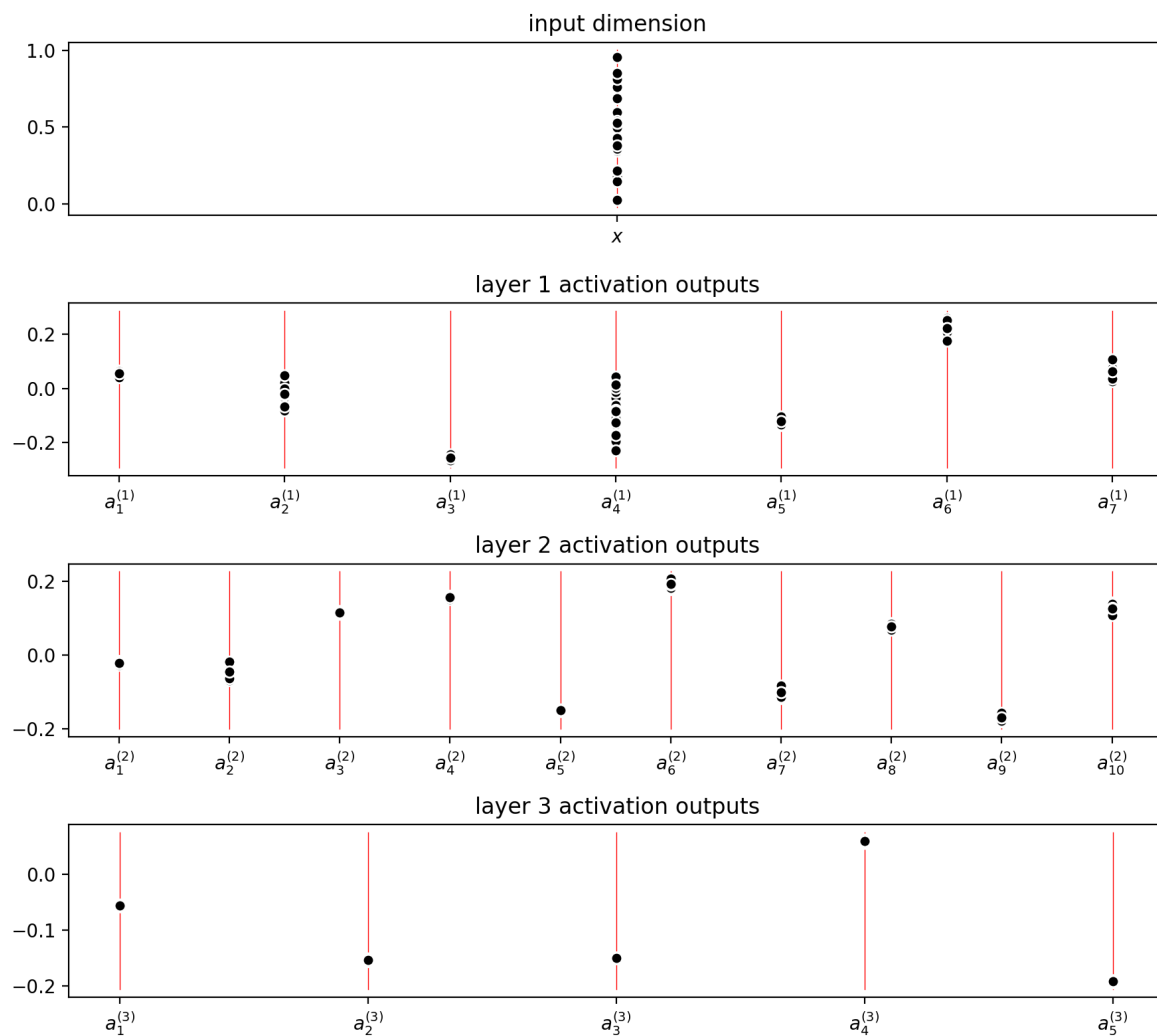 input dimension
1.0
0.5
0.0
x
layer 1 activation outputs
0.2
0.0
−0.2
a₁⁽¹⁾ a₂⁽¹⁾ a₃⁽¹⁾ a₄⁽¹⁾ a₅⁽¹⁾ a₆⁽¹⁾ a₇⁽¹⁾
layer 2 activation outputs
0.2
0.0
−0.2
a₁⁽²⁾ a₂⁽²⁾ a₃⁽²⁾ a₄⁽²⁾ a₅⁽²⁾ a₆⁽²⁾ a₇⁽²⁾ a₈⁽²⁾ a₉⁽²⁾ a₁₀⁽²⁾
layer 3 activation outputs
0.0
−0.1
−0.2
a₁⁽³⁾ a₂⁽³⁾ a₃⁽³⁾ a₄⁽³⁾ a₅⁽³⁾